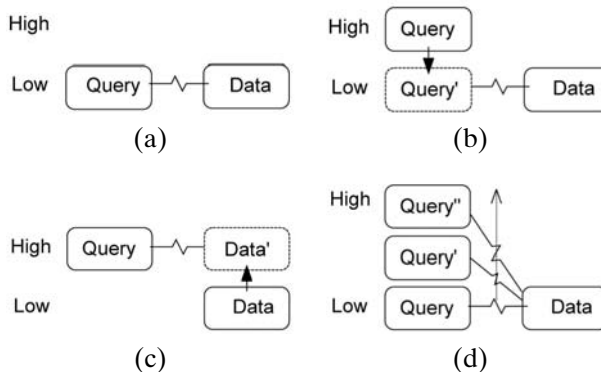 High
Low Query Data
(a)
High Query
Low Query' Data
(b)
High Query Data'
Low Data
(c)
High Query"
Query'
Low Query Data
(d)